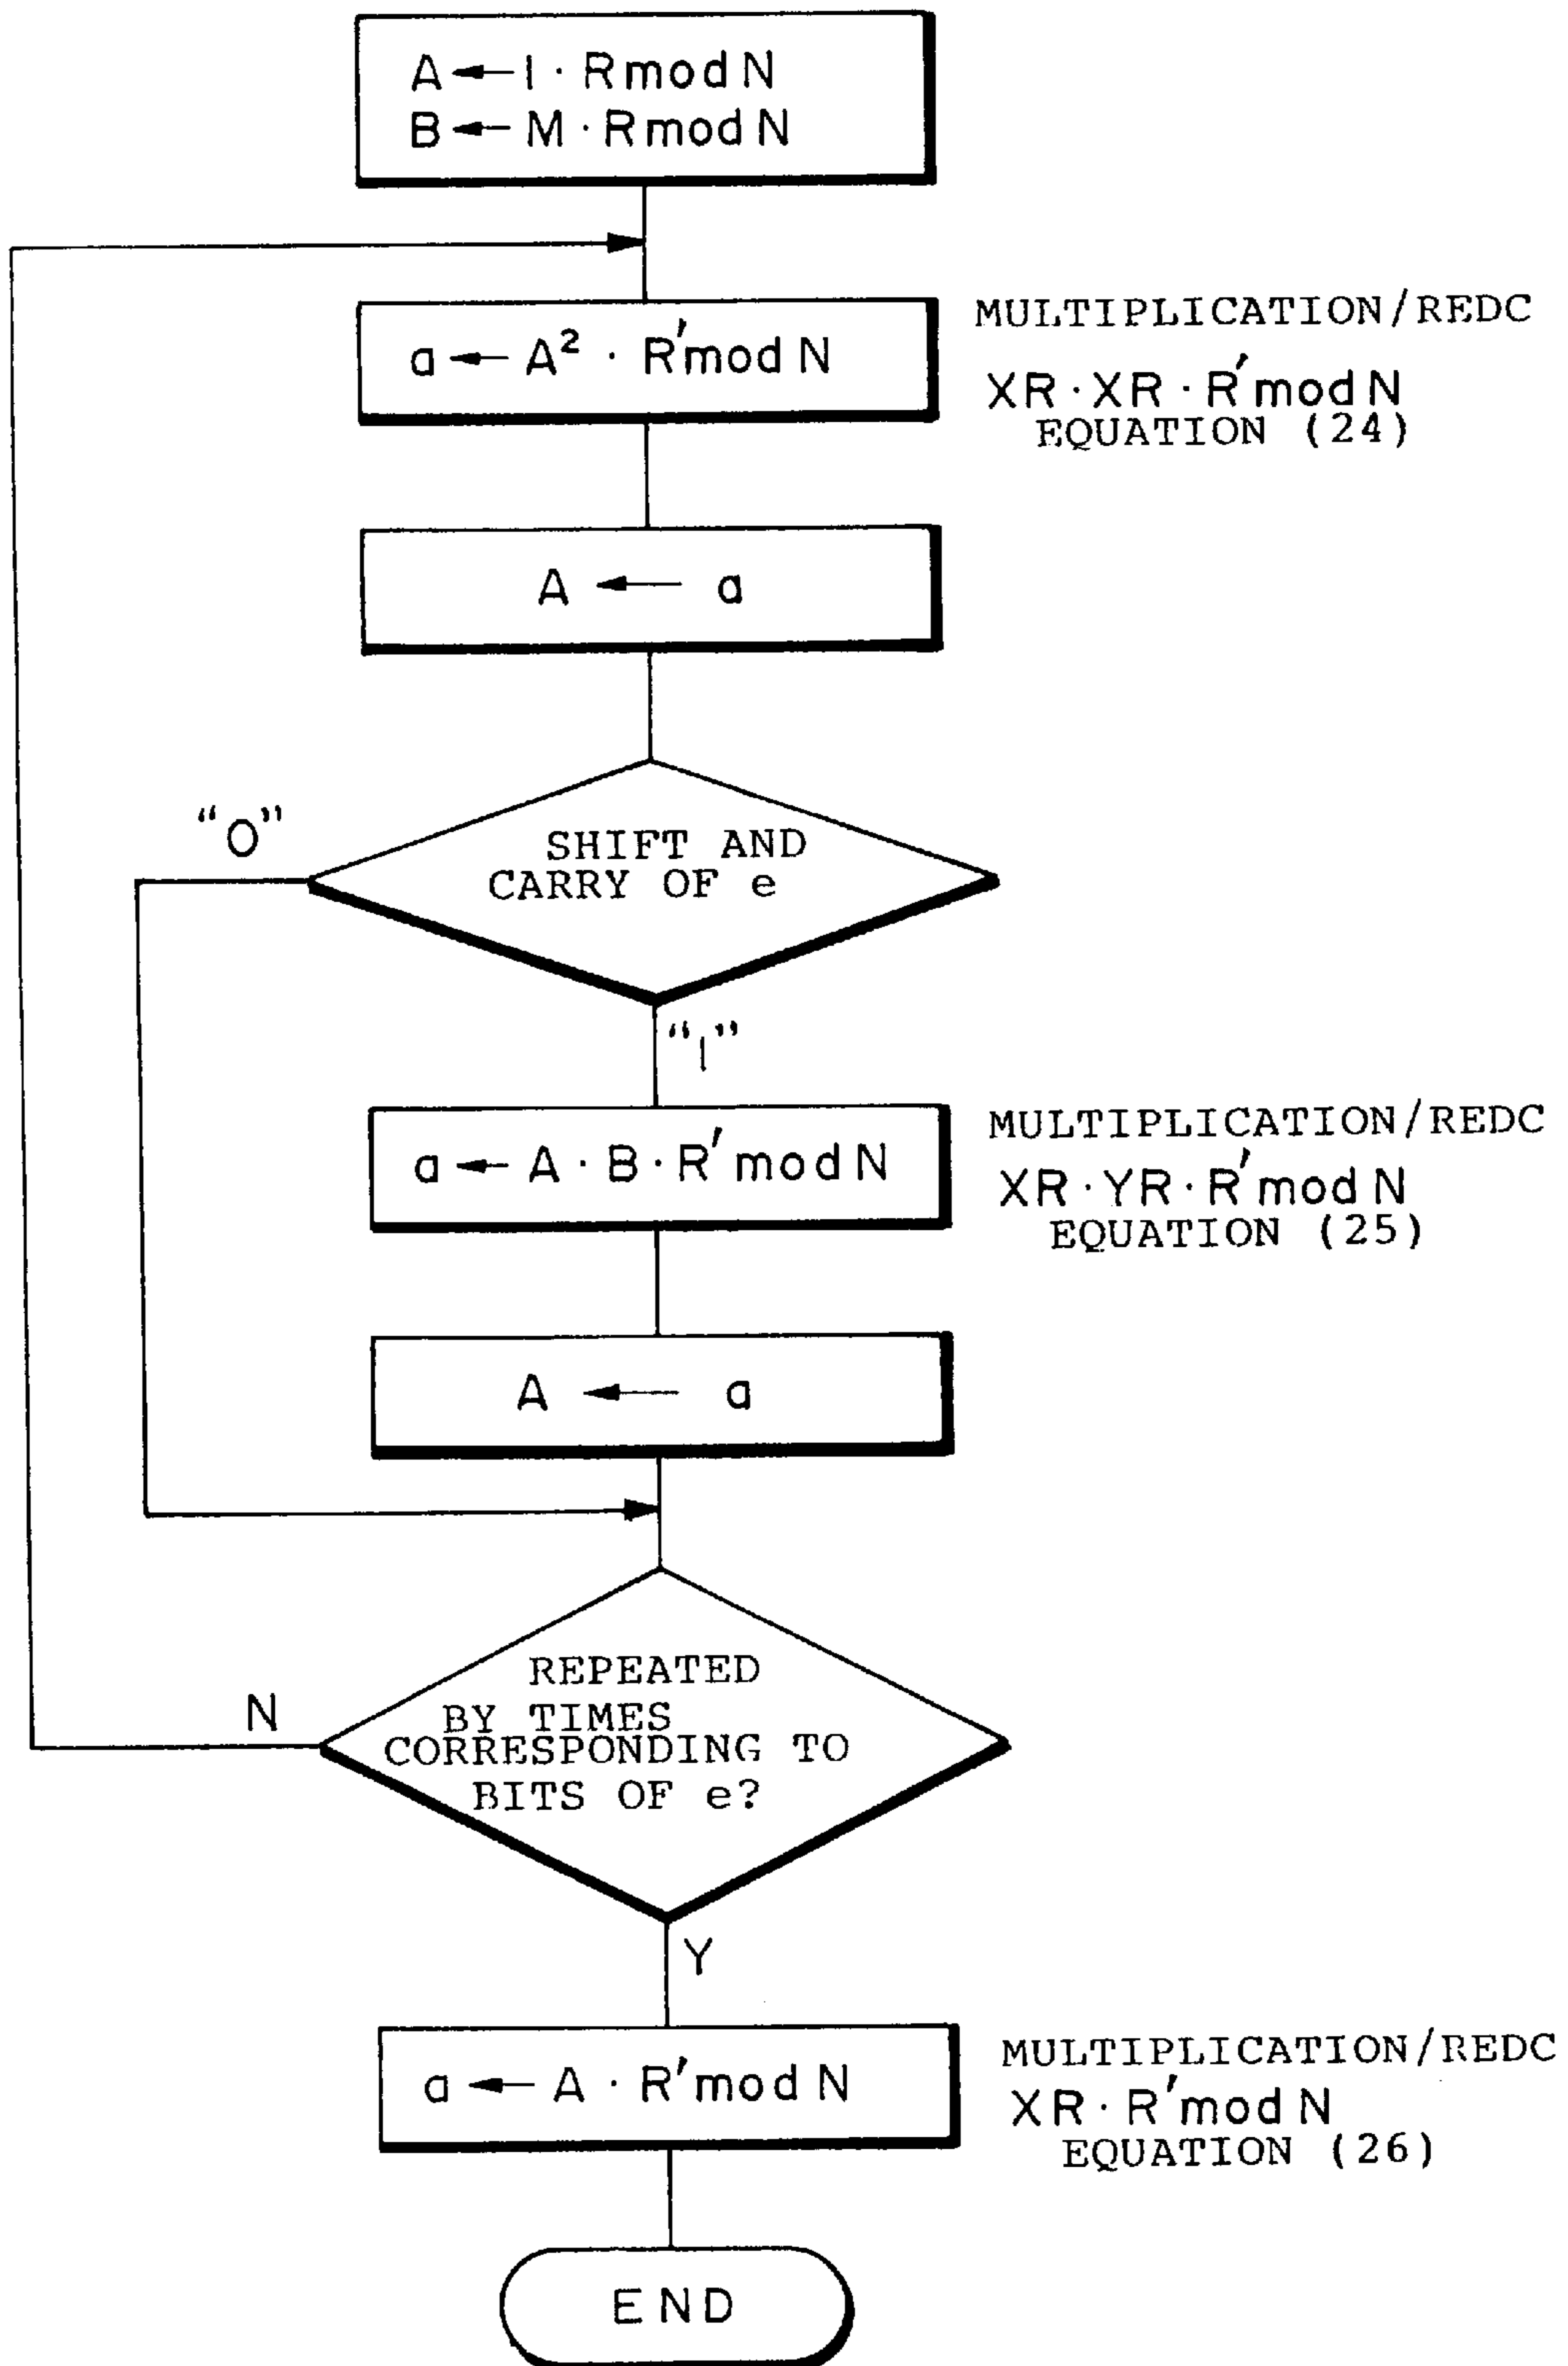 A ← 1 · R mod N
B ← M · R mod N
a ← A² · R' mod N
MULTIPLICATION/REDC
XR · XR · R' mod N
EQUATION (24)
A ← a
"0"
SHIFT AND
CARRY OF e
"1"
a ← A · B · R' mod N
MULTIPLICATION/REDC
XR · YR · R' mod N
EQUATION (25)
A ← a
N
REPEATED
BY TIMES
CORRESPONDING TO
BITS OF e?
Y
a ← A · R' mod N
MULTIPLICATION/REDC
XR · R' mod N
EQUATION (26)
END